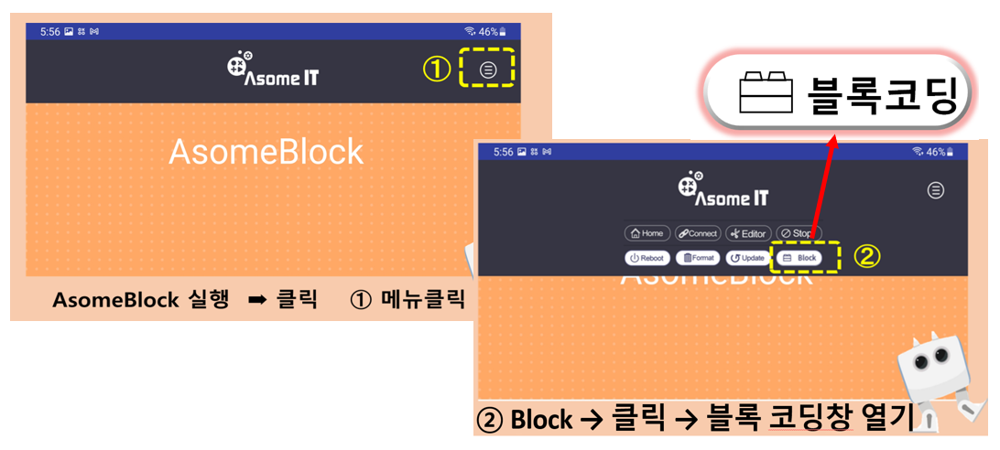 5:56 46%
Asome IT
①
AsomeBlock
AsomeBlock 실행 ➡ 클릭 ① 메뉴클릭
블록코딩
5:56 46%
Asome IT
Home Connect Editor Stop
Reboot Format Update Block
②
AsomeBlock
② Block → 클릭 → 블록 코딩창 열기